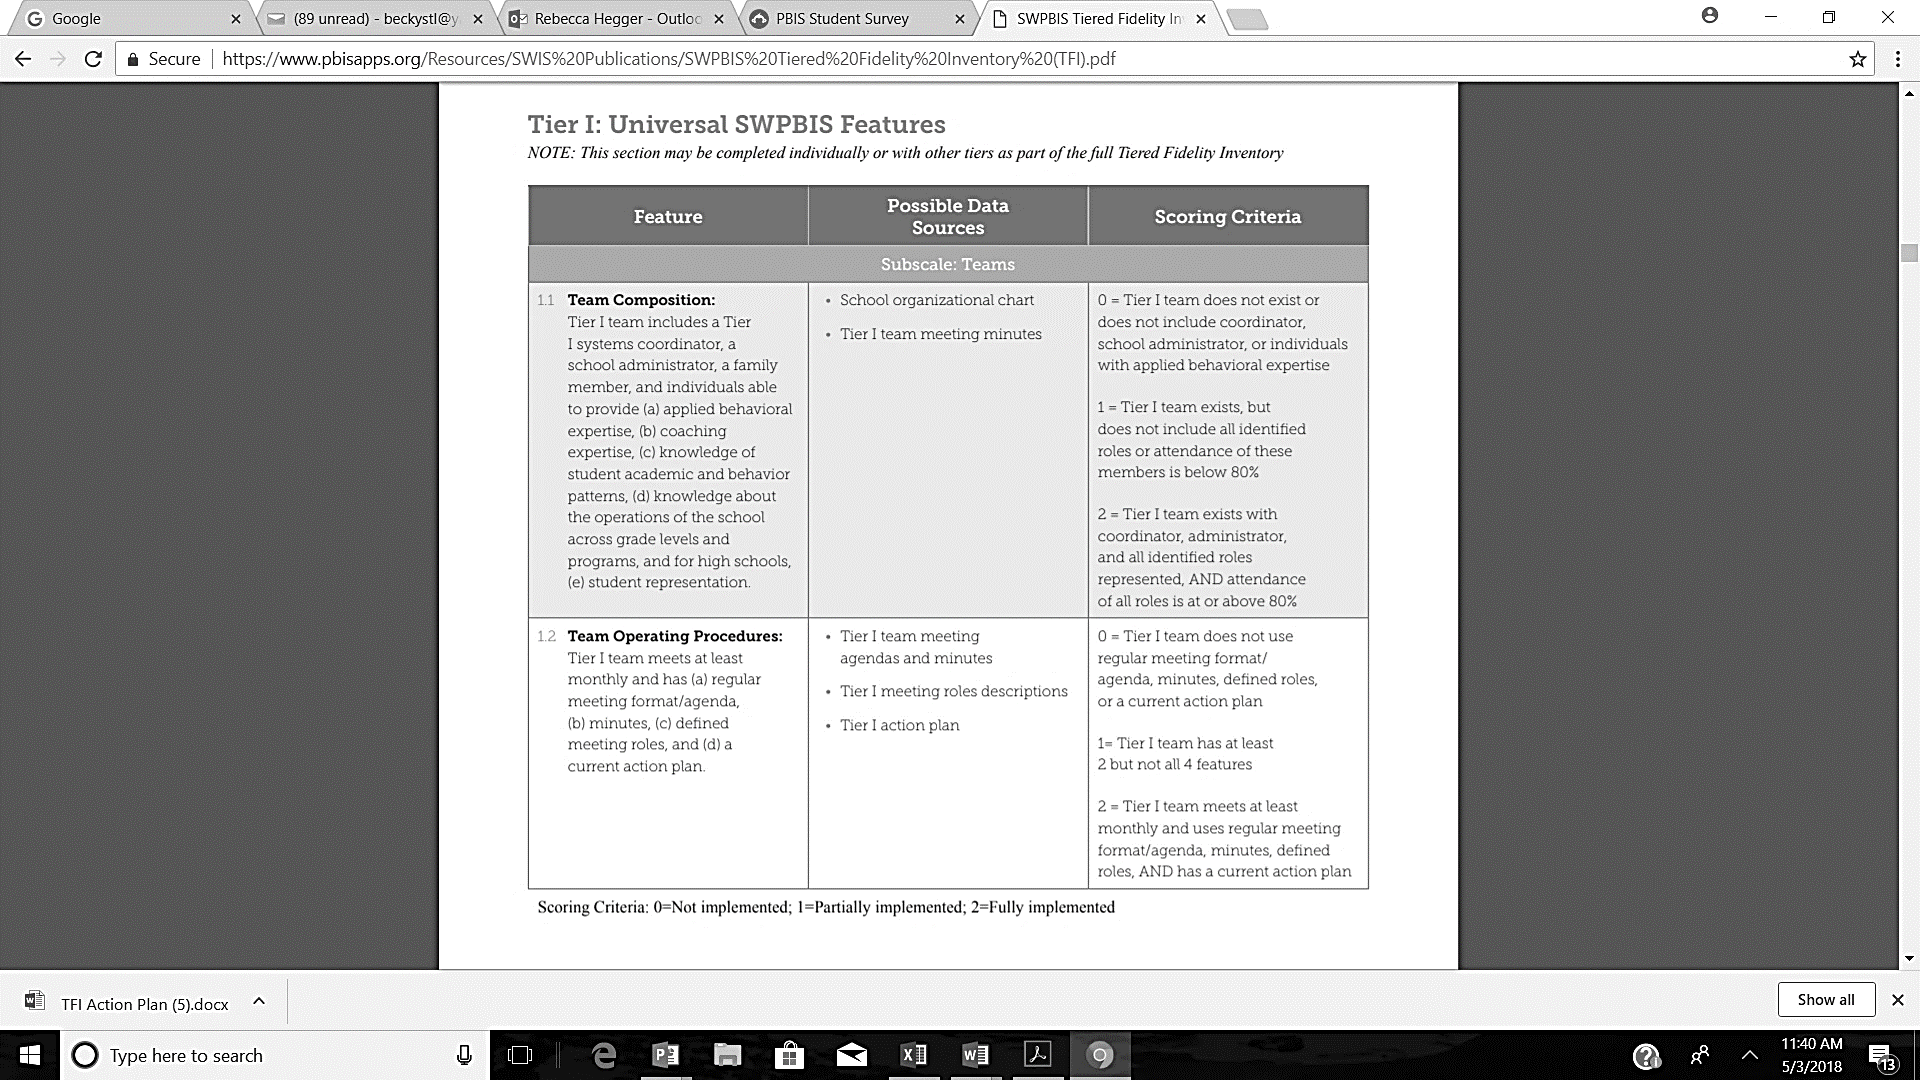 Google
(89 unread) - beckystl@y
Rebecca Hegger - Outloo
PBIS Student Survey
SWPBIS Tiered Fidelity In
Secure
https://www.pbisapps.org/Resources/SWIS%20Publications/SWPBIS%20Tiered%20Fidelity%20Inventory%20(TFI).pdf
Tier I: Universal SWPBIS Features
NOTE: This section may be completed individually or with other tiers as part of the full Tiered Fidelity Inventory
Feature
Possible Data
Sources
Scoring Criteria
Subscale: Teams
1.1 Team Composition:
Tier I team includes a Tier
I systems coordinator, a
school administrator, a family
member, and individuals able
to provide (a) applied behavioral
expertise, (b) coaching
expertise, (c) knowledge of
student academic and behavior
patterns, (d) knowledge about
the operations of the school
across grade levels and
programs, and for high schools,
(e) student representation.
• School organizational chart
• Tier I team meeting minutes
0 = Tier I team does not exist or
does not include coordinator,
school administrator, or individuals
with applied behavioral expertise
1 = Tier I team exists, but
does not include all identified
roles or attendance of these
members is below 80%
2 = Tier I team exists with
coordinator, administrator,
and all identified roles
represented, AND attendance
of all roles is at or above 80%
1.2 Team Operating Procedures:
Tier I team meets at least
monthly and has (a) regular
meeting format/agenda,
(b) minutes, (c) defined
meeting roles, and (d) a
current action plan.
• Tier I team meeting
agendas and minutes
• Tier I meeting roles descriptions
• Tier I action plan
0 = Tier I team does not use
regular meeting format/
agenda, minutes, defined roles,
or a current action plan
1= Tier I team has at least
2 but not all 4 features
2 = Tier I team meets at least
monthly and uses regular meeting
format/agenda, minutes, defined
roles, AND has a current action plan
Scoring Criteria: 0=Not implemented; 1=Partially implemented; 2=Fully implemented
TFI Action Plan (5).docx
Show all
Type here to search
11:40 AM
5/3/2018
13